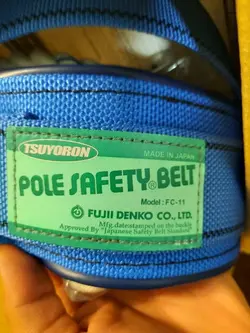 TSUYORON
MADE IN JAPAN
POLE SAFETY® BELT
Model: FC-11
FUJII DENKO CO., LTD.
Mfg. date stamped on the buckle
Approved By "Japanese Safety Belt Standard"